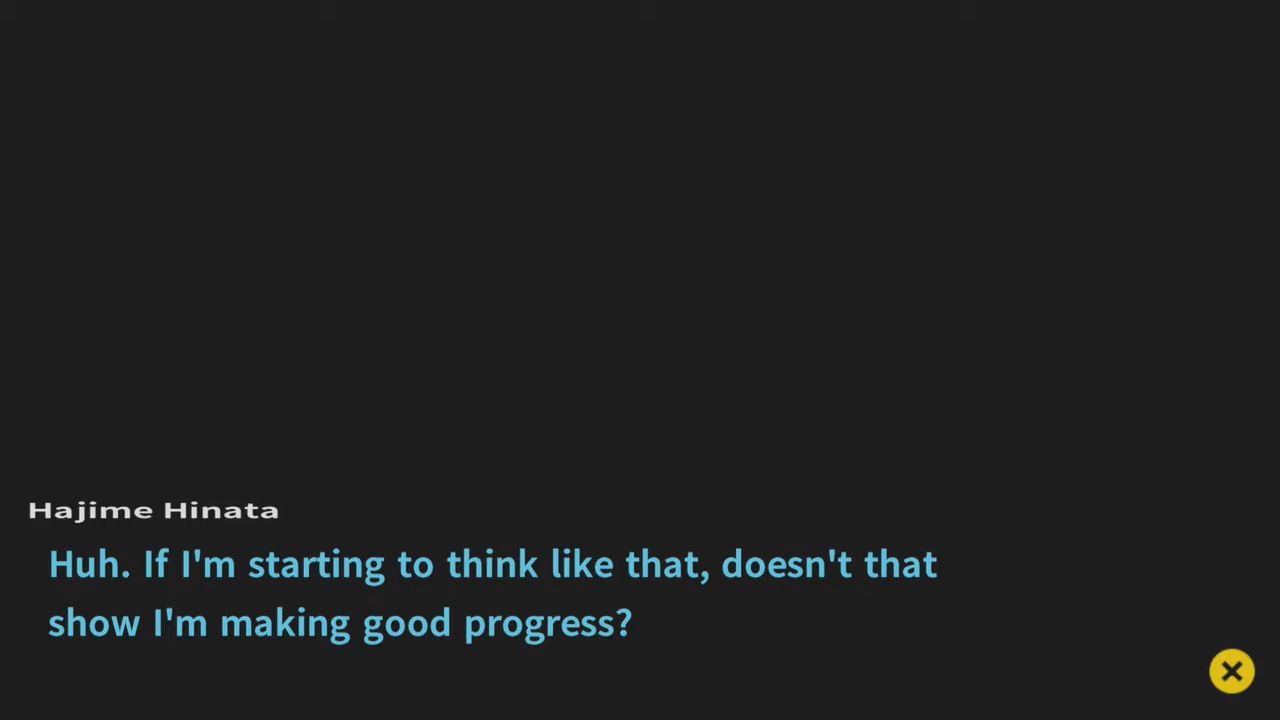 Hajime Hinata
Huh. If I'm starting to think like that, doesn't that
show I'm making good progress?